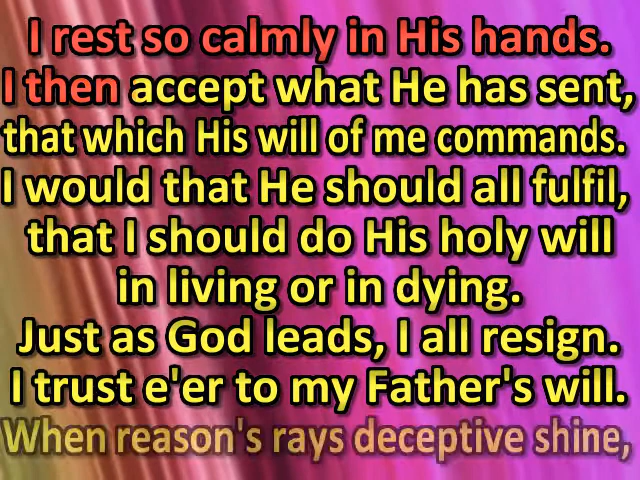 I rest so calmly in His hands.
I then accept what He has sent,
that which His will of me commands.
I would that He should all fulfil,
that I should do His holy will
in living or in dying.
Just as God leads, I all resign.
I trust e'er to my Father's will.
When reason's rays deceptive shine,